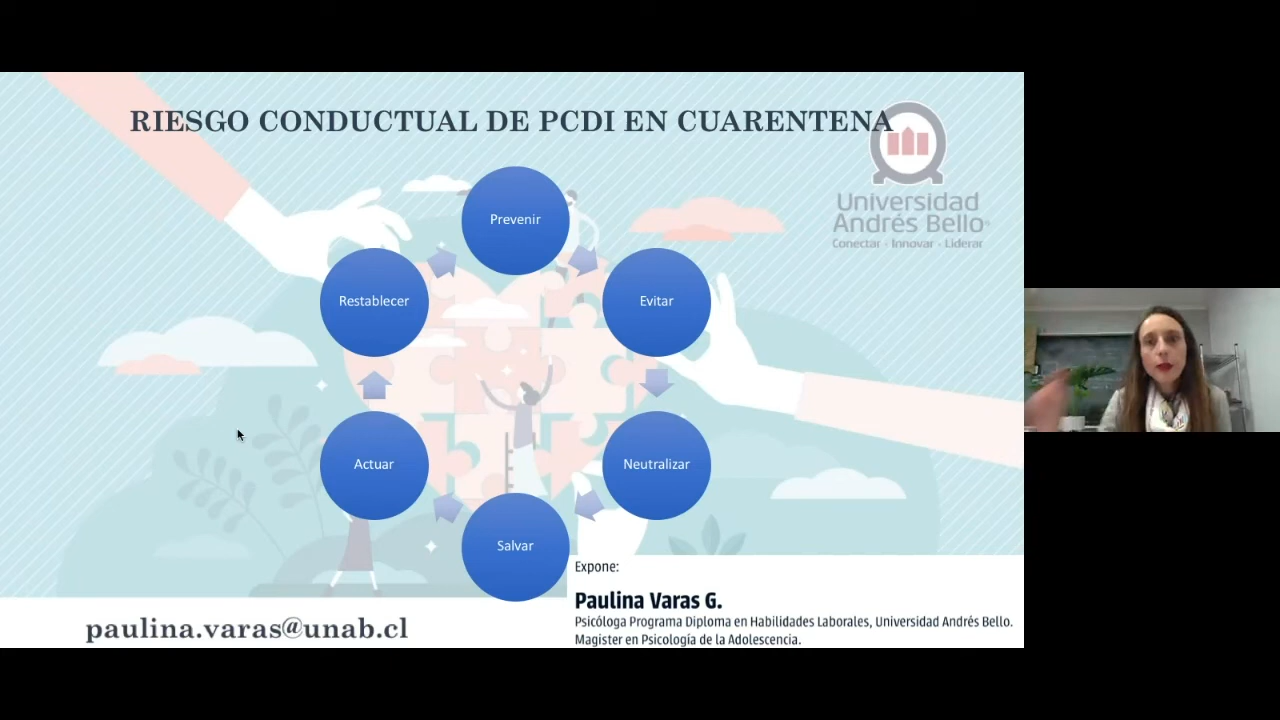 RIESGO CONDUCTUAL DE PCDI EN CUARENTENA
Universidad
Andrés Bello
Conectar - Innovar - Liderar
Prevenir
Evitar
Neutralizar
Salvar
Actuar
Restablecer
Expone:
Paulina Varas G.
Psicóloga Programa Diploma en Habilidades Laborales, Universidad Andrés Bello.
Magister en Psicología de la Adolescencia.
paulina.varas@unab.cl